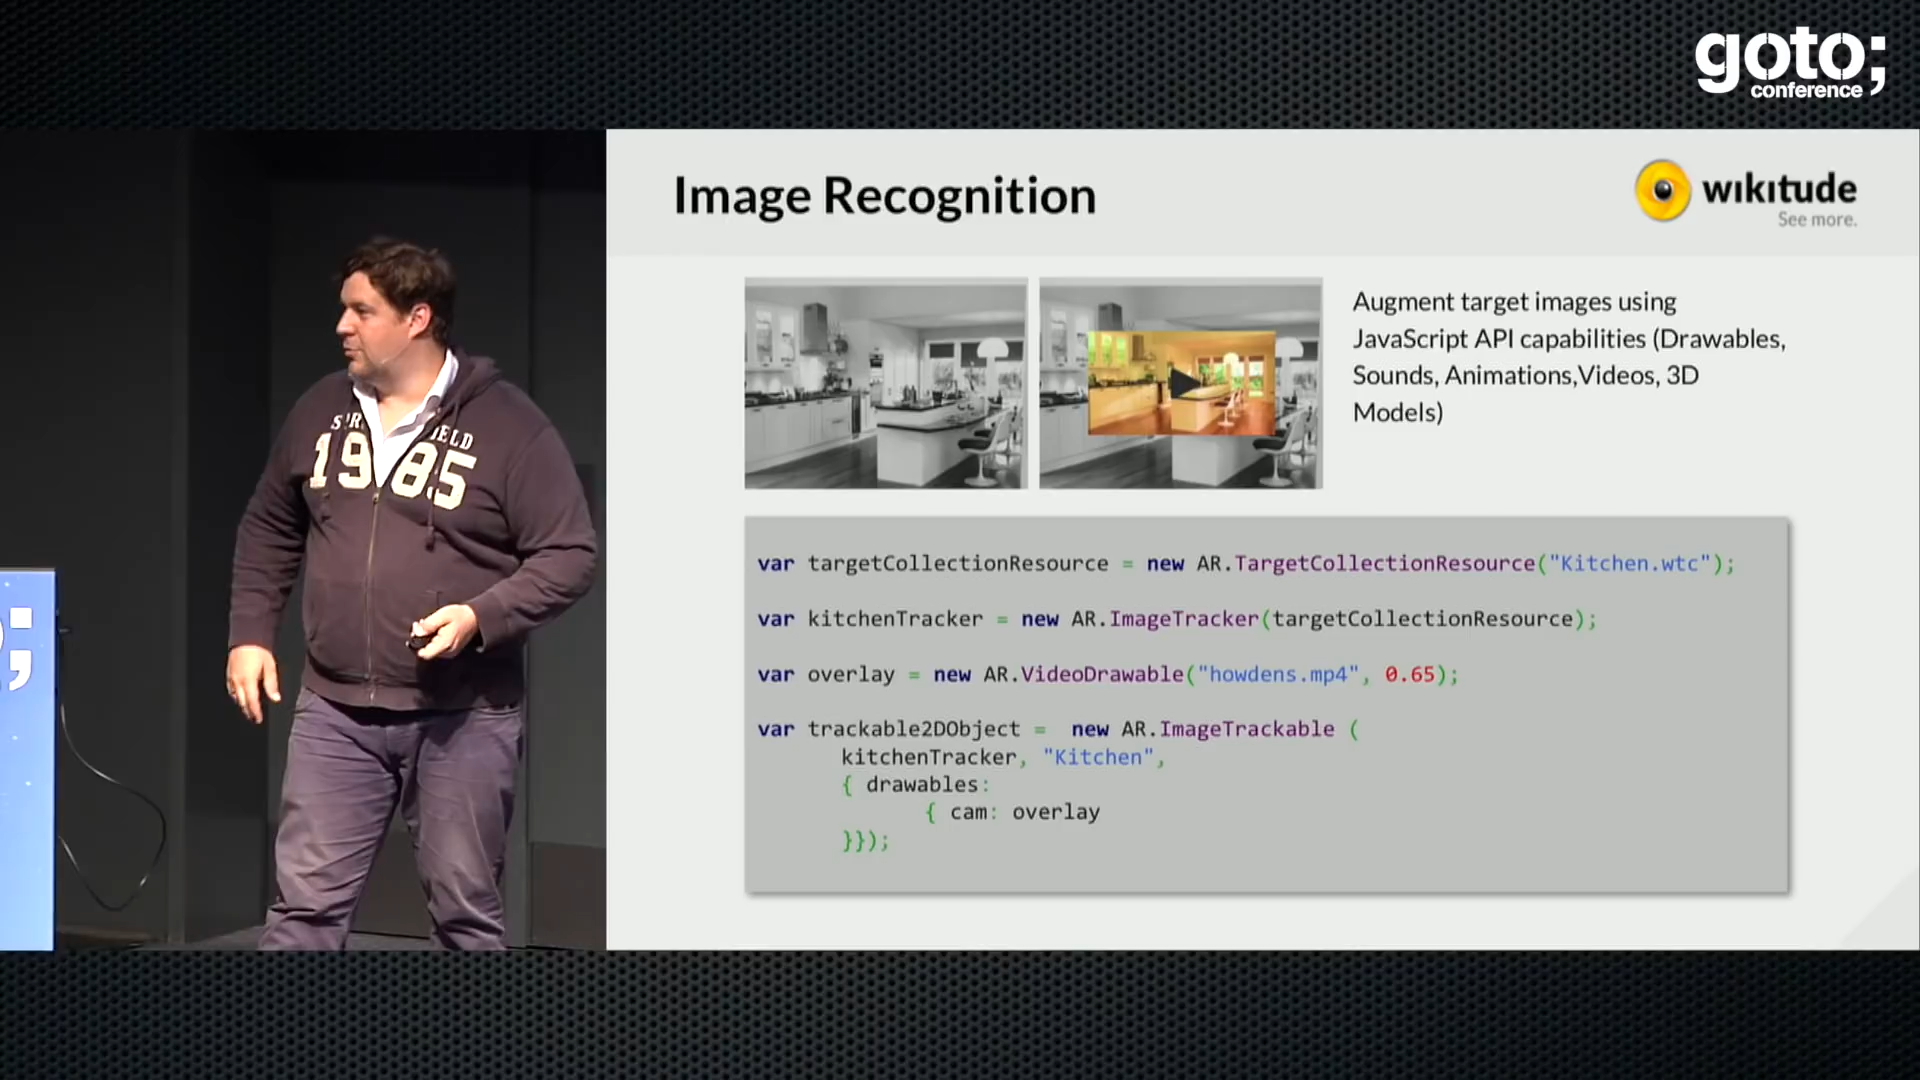 goto;
conference
Image Recognition
wikitude
See more.
Augment target images using
JavaScript API capabilities (Drawables,
Sounds, Animations,Videos, 3D
Models)
1985
var targetCollectionResource = new AR.TargetCollectionResource("Kitchen.wtc");
var kitchenTracker = new AR.ImageTracker(targetCollectionResource);
var overlay = new AR.VideoDrawable("howdens.mp4", 0.65);
var trackable2DObject = new AR.ImageTrackable (
kitchenTracker, "Kitchen",
{ drawables:
{ cam: overlay
}});